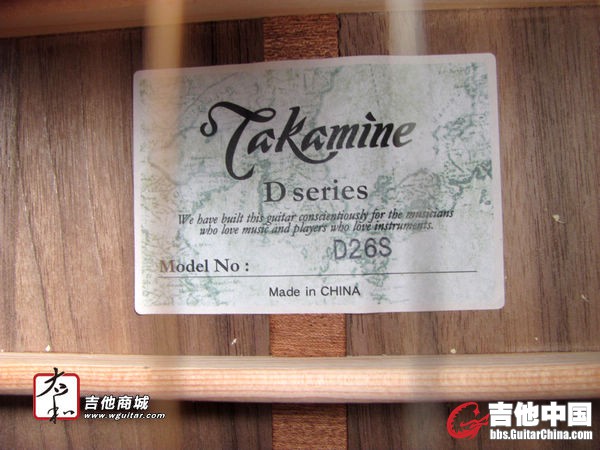 Takamine
D series
We have built this guitar conscientiously for the musicians
who love music and players who love instruments.
D26S
Model No :
Made in CHINA
大和
吉他商城
www.wguitar.com
吉他中国
bbs.GuitarChina.com